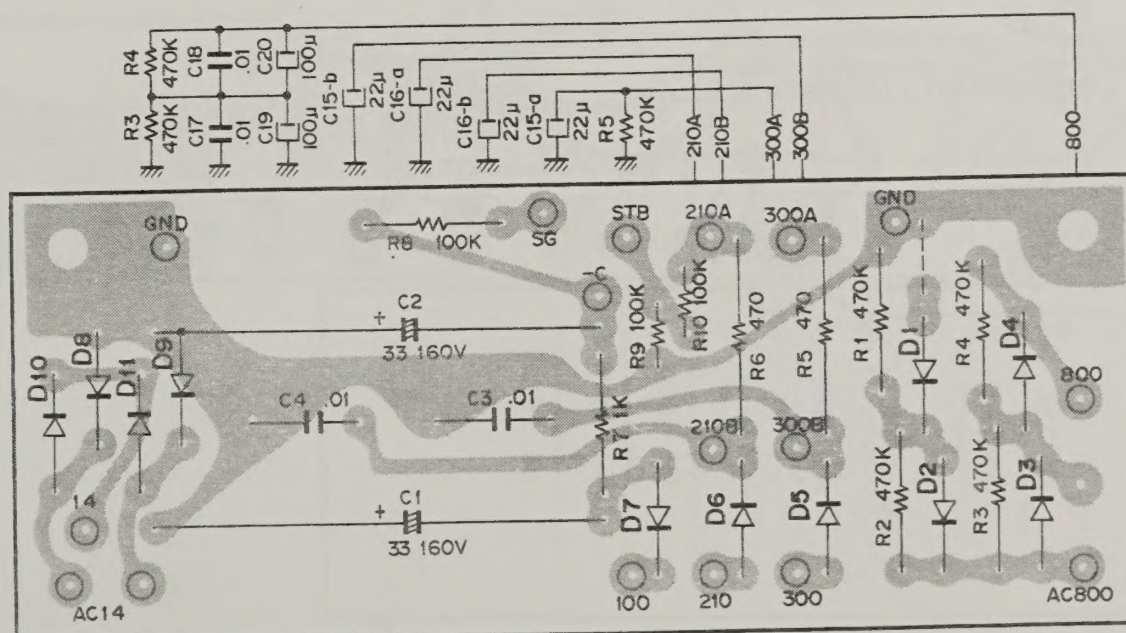 R4
470K
C18
.01
C20
100µ
R3
470K
C17
.01
C19
100µ
C15-b
22µ
C16-a
22µ
C16-b
22µ
C15-a
22µ
R5
470K
210A
210B
300A
300B
800
GND
R8
100K
SG
STB
210A
300A
GND
-C
C2
+
33 160V
R9 100K
R10 100K
R6 470
R5 470
R1 470K
D1
R4 470K
D4
800
D10
D8
D11
D9
C4 .01
C3 .01
R7 1K
210B
300B
14
C1
+
33 160V
D7
D6
D5
R2 470K
D2
R3 470K
D3
AC14
100
210
300
AC800